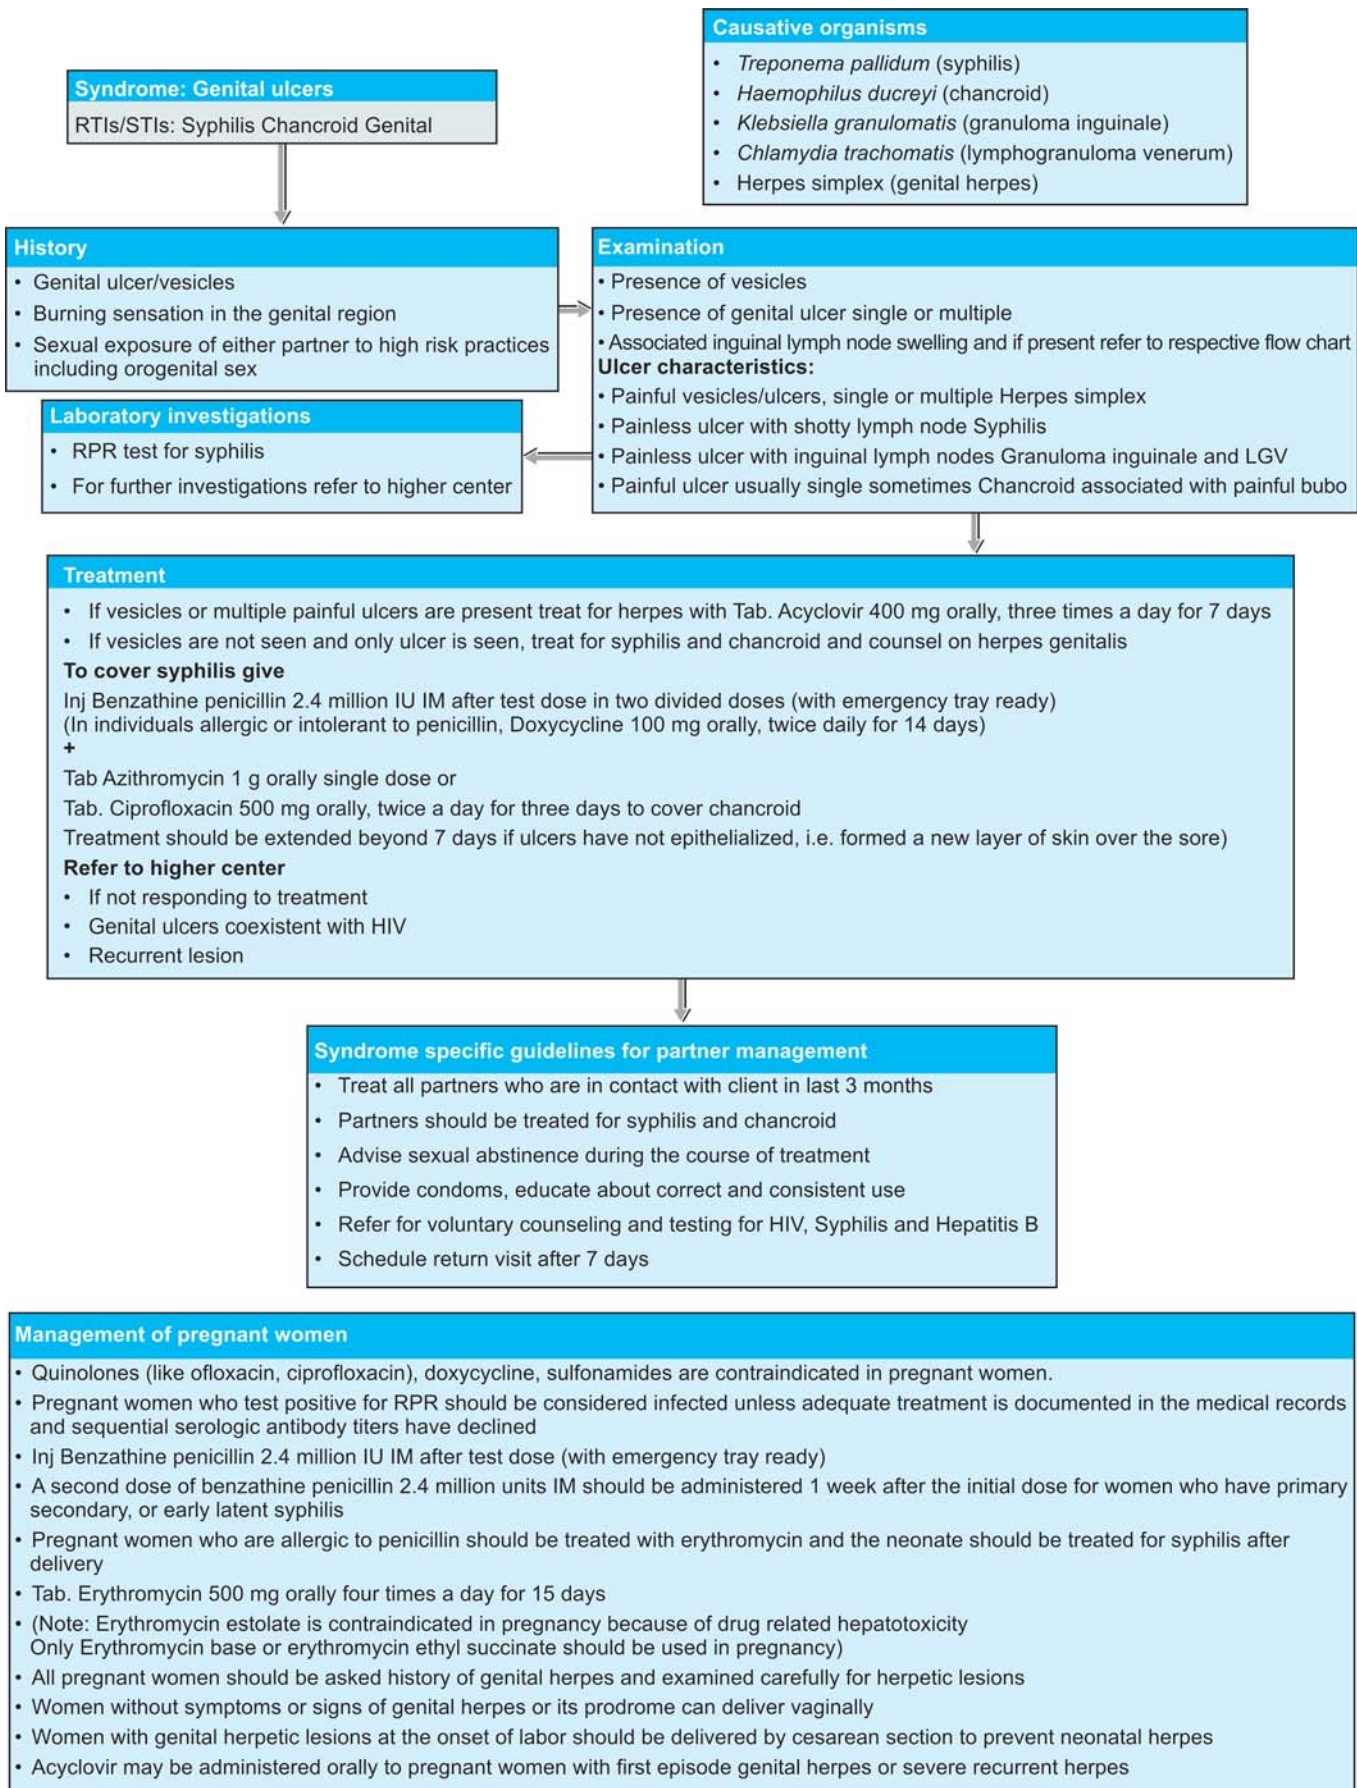 Causative organisms
• Treponema pallidum (syphilis)
• Haemophilus ducreyi (chancroid)
• Klebsiella granulomatis (granuloma inguinale)
• Chlamydia trachomatis (lymphogranuloma venerum)
• Herpes simplex (genital herpes)
Syndrome: Genital ulcers
RTIs/STIs: Syphilis Chancroid Genital
History
• Genital ulcer/vesicles
• Burning sensation in the genital region
• Sexual exposure of either partner to high risk practices
including orogenital sex
Examination
• Presence of vesicles
• Presence of genital ulcer single or multiple
• Associated inguinal lymph node swelling and if present refer to respective flow chart
Ulcer characteristics:
• Painful vesicles/ulcers, single or multiple Herpes simplex
• Painless ulcer with shotty lymph node Syphilis
• Painless ulcer with inguinal lymph nodes Granuloma inguinale and LGV
• Painful ulcer usually single sometimes Chancroid associated with painful bubo
Laboratory investigations
• RPR test for syphilis
• For further investigations refer to higher center
Treatment
• If vesicles or multiple painful ulcers are present treat for herpes with Tab. Acyclovir 400 mg orally, three times a day for 7 days
• If vesicles are not seen and only ulcer is seen, treat for syphilis and chancroid and counsel on herpes genitalis
To cover syphilis give
Inj Benzathine penicillin 2.4 million IU IM after test dose in two divided doses (with emergency tray ready)
(In individuals allergic or intolerant to penicillin, Doxycycline 100 mg orally, twice daily for 14 days)
+
Tab Azithromycin 1 g orally single dose or
Tab. Ciprofloxacin 500 mg orally, twice a day for three days to cover chancroid
Treatment should be extended beyond 7 days if ulcers have not epithelialized, i.e. formed a new layer of skin over the sore)
Refer to higher center
• If not responding to treatment
• Genital ulcers coexistent with HIV
• Recurrent lesion
Syndrome specific guidelines for partner management
• Treat all partners who are in contact with client in last 3 months
• Partners should be treated for syphilis and chancroid
• Advise sexual abstinence during the course of treatment
• Provide condoms, educate about correct and consistent use
• Refer for voluntary counseling and testing for HIV, Syphilis and Hepatitis B
• Schedule return visit after 7 days
Management of pregnant women
• Quinolones (like ofloxacin, ciprofloxacin), doxycycline, sulfonamides are contraindicated in pregnant women.
• Pregnant women who test positive for RPR should be considered infected unless adequate treatment is documented in the medical records
and sequential serologic antibody titers have declined
• Inj Benzathine penicillin 2.4 million IU IM after test dose (with emergency tray ready)
• A second dose of benzathine penicillin 2.4 million units IM should be administered 1 week after the initial dose for women who have primary
secondary, or early latent syphilis
• Pregnant women who are allergic to penicillin should be treated with erythromycin and the neonate should be treated for syphilis after
delivery
• Tab. Erythromycin 500 mg orally four times a day for 15 days
• (Note: Erythromycin estolate is contraindicated in pregnancy because of drug related hepatotoxicity
Only Erythromycin base or erythromycin ethyl succinate should be used in pregnancy)
• All pregnant women should be asked history of genital herpes and examined carefully for herpetic lesions
• Women without symptoms or signs of genital herpes or its prodrome can deliver vaginally
• Women with genital herpetic lesions at the onset of labor should be delivered by cesarean section to prevent neonatal herpes
• Acyclovir may be administered orally to pregnant women with first episode genital herpes or severe recurrent herpes